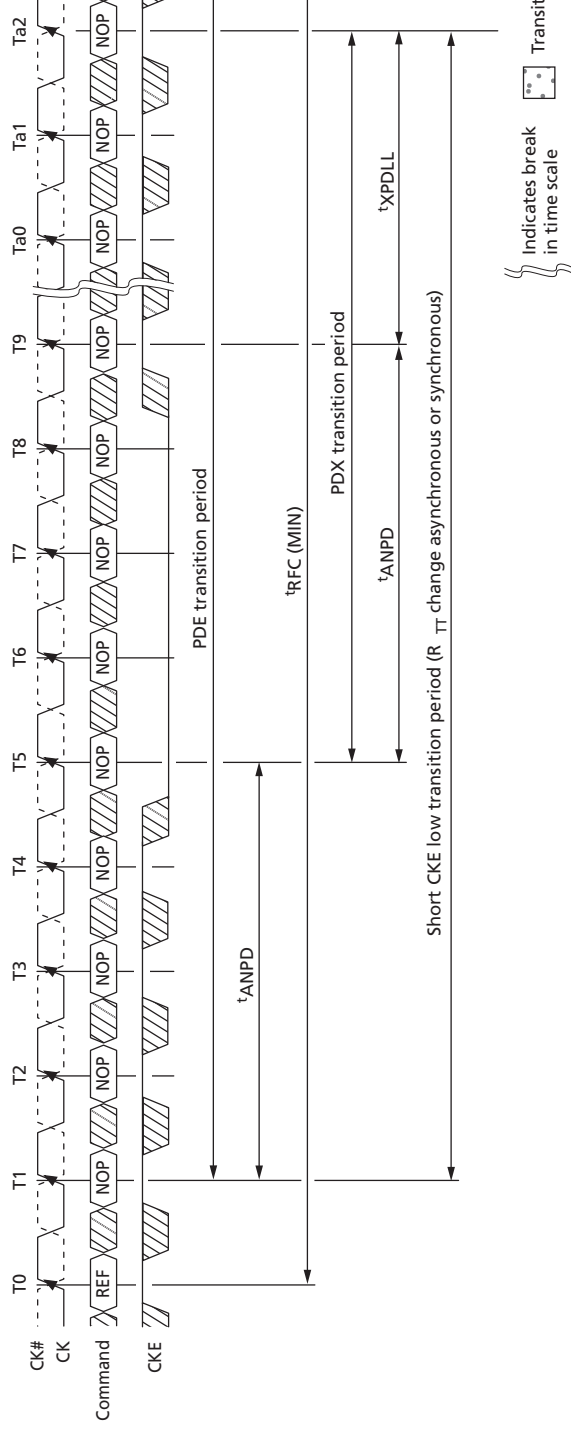 T0 T1 T2 T3 T4 T5 T6 T7 T8 T9 Ta0 Ta1 Ta2
CK#
CK
Command REF NOP NOP NOP NOP NOP NOP NOP NOP NOP NOP NOP NOP
CKE
PDE transition period
tANPD
tRFC (MIN)
PDX transition period
tANPD tXPDLL
Short CKE low transition period (R TT change asynchronous or synchronous)
Indicates break
in time scale
Transit